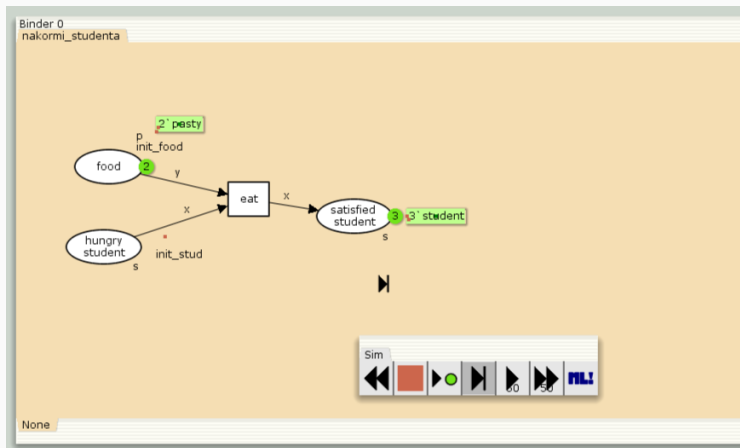 Binder 0
nakormi_studenta
2`pasty
p
init_food
food
2
y
eat
x
satisfied
student
3
3`student
s
x
hungry
student
s
init_stud
Sim
50
50
ML!
None